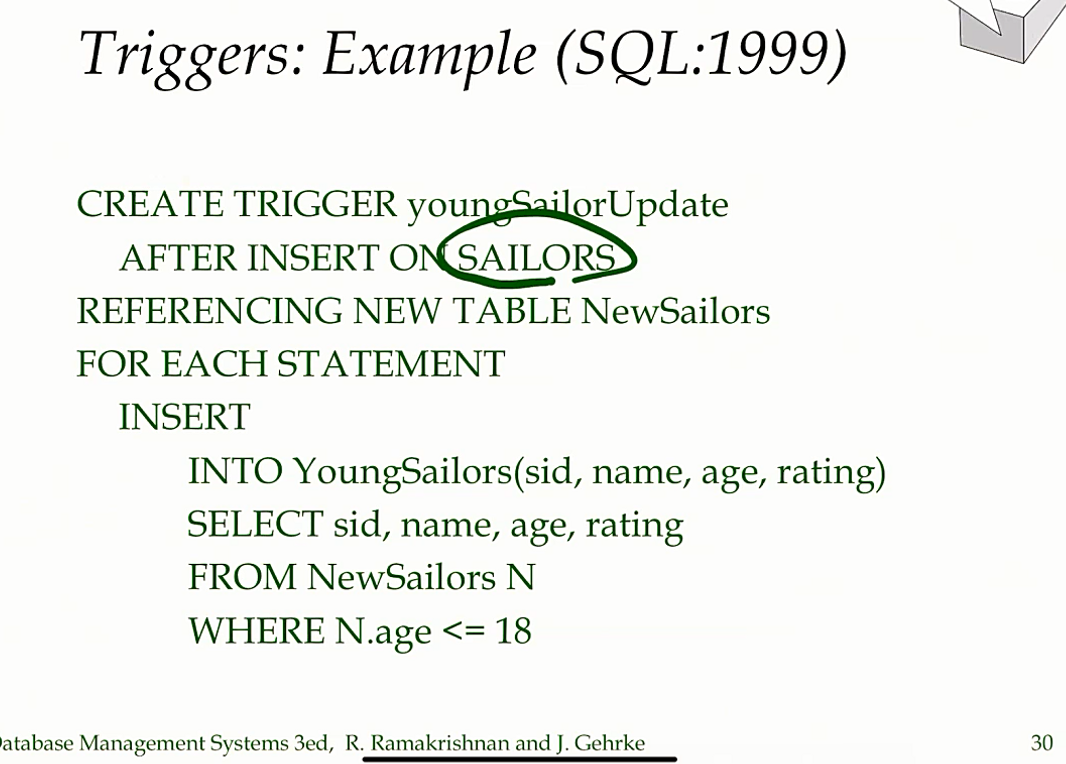 Triggers: Example (SQL:1999)
CREATE TRIGGER youngSailorUpdate
AFTER INSERT ON SAILORS
REFERENCING NEW TABLE NewSailors
FOR EACH STATEMENT
INSERT
INTO YoungSailors(sid, name, age, rating)
SELECT sid, name, age, rating
FROM NewSailors N
WHERE N.age <= 18
Database Management Systems 3ed, R. Ramakrishnan and J. Gehrke 30